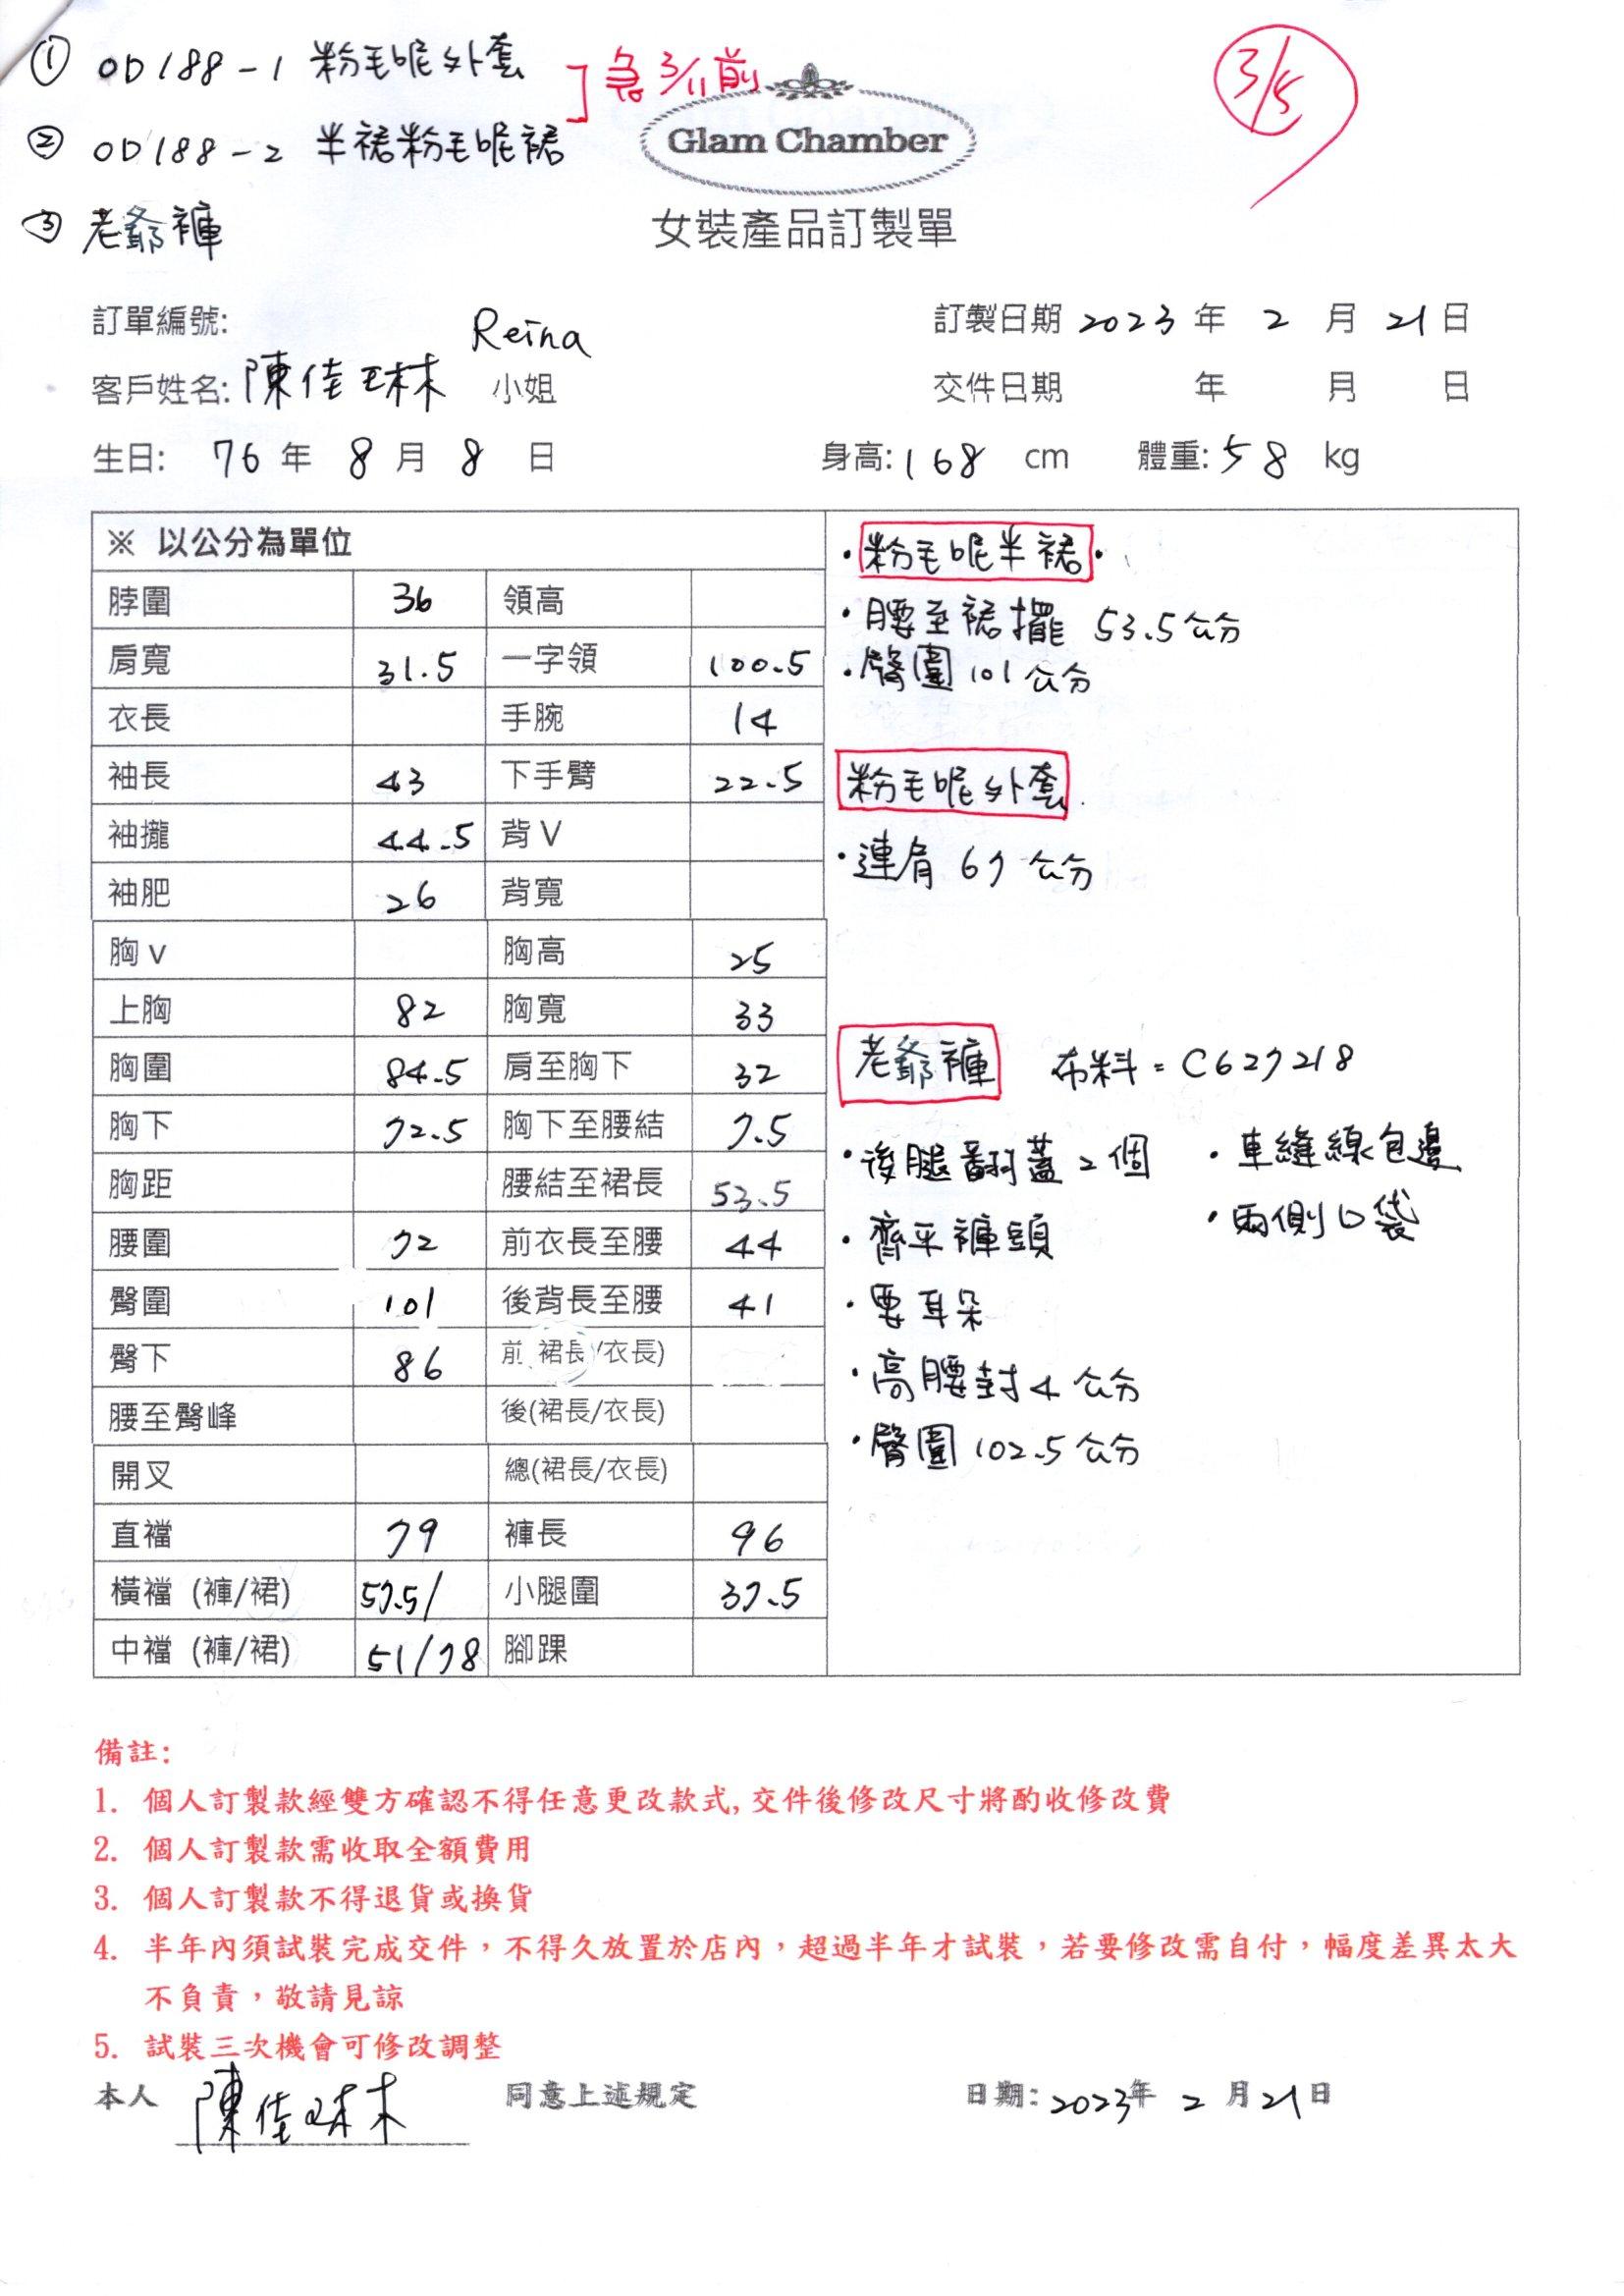 ① OD188-1 粉毛呢外套
② OD188-2 半裙粉毛呢裙
急 3/11前
3/5
③ 老爺褲
Glam Chamber
女裝產品訂製單
訂單編號:
訂製日期 2023 年 2 月 21 日
Reina
客戶姓名: 陳佳琳 小姐
交件日期 年 月 日
生日: 76 年 8 月 8 日
身高: 168 cm 體重: 58 kg
※ 以公分為單位
脖圍 36 領高
肩寬 31.5 一字領 100.5
衣長 手腕 14
袖長 43 下手臂 22.5
袖攏 44.5 背V
袖肥 26 背寬
胸v 胸高 25
上胸 82 胸寬 33
胸圍 84.5 肩至胸下 32
胸下 72.5 胸下至腰結 7.5
胸距 腰結至裙長 53.5
腰圍 72 前衣長至腰 44
臀圍 101 後背長至腰 41
臀下 86 前 裙長/衣長)
腰至臀峰 後(裙長/衣長)
開叉 總(裙長/衣長)
直襠 79 褲長 96
橫襠 (褲/裙) 57.5/ 小腿圍 37.5
中襠 (褲/裙) 51/78 腳踝
·粉毛呢半裙·
·腰至裙擺 53.5公分
·臀圍101公分
粉毛呢外套
·連肩 67 公分
老爺褲 布料=C627218
·後腿翻蓋2個 ·車縫線包邊
·齊平褲頭 ·兩側口袋
·要耳朵
·高腰封4公分
·臀圍102.5公分
備註:
1. 個人訂製款經雙方確認不得任意更改款式,交件後修改尺寸將酌收修改費
2. 個人訂製款需收取全額費用
3. 個人訂製款不得退貨或換貨
4. 半年內須試裝完成交件，不得久放置於店內，超過半年才試裝，若要修改需自付，幅度差異太大
不負責，敬請見諒
5. 試裝三次機會可修改調整
本人 陳佳琳 同意上述規定 日期: 2023年 2 月 21日